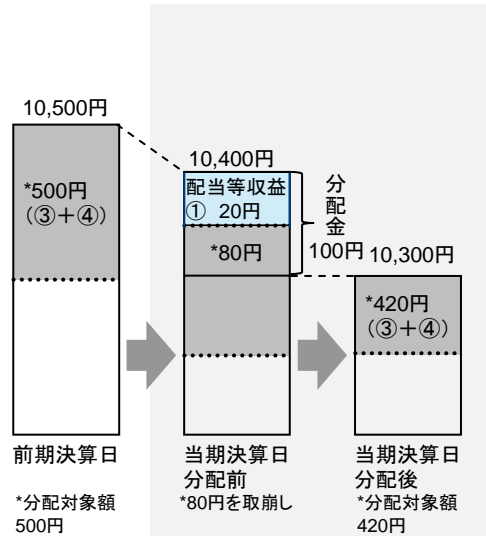 10,500円
*500円
（③＋④）
前期決算日
*分配対象額
500円
10,400円
配当等収益
① 20円
*80円
分配金
100円
当期決算日
分配前
*80円を取崩し
10,300円
*420円
（③＋④）
当期決算日
分配後
*分配対象額
420円